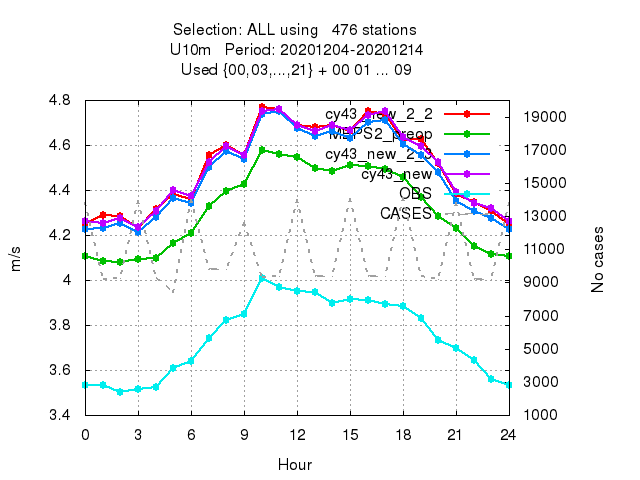 Selection: ALL using 476 stations
U10m Period: 20201204-20201214
Used {00,03,...,21} + 00 01 ... 09
cy43_new_2_2
MEPS2_preop
cy43_new_2_3
cy43_new
OBS
CASES
4.8
4.6
4.4
4.2
4
3.8
3.6
3.4
m/s
19000
17000
15000
13000
11000
9000
7000
5000
3000
1000
No cases
0 3 6 9 12 15 18 21 24
Hour